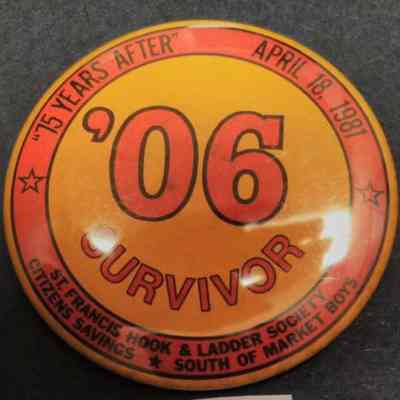 "75 YEARS AFTER" APRIL 18, 1981
'06
SURVIVOR
ST. FRANCIS HOOK & LADDER SOCIETY
CITIZENS SAVINGS ★ SOUTH OF MARKET BOYS